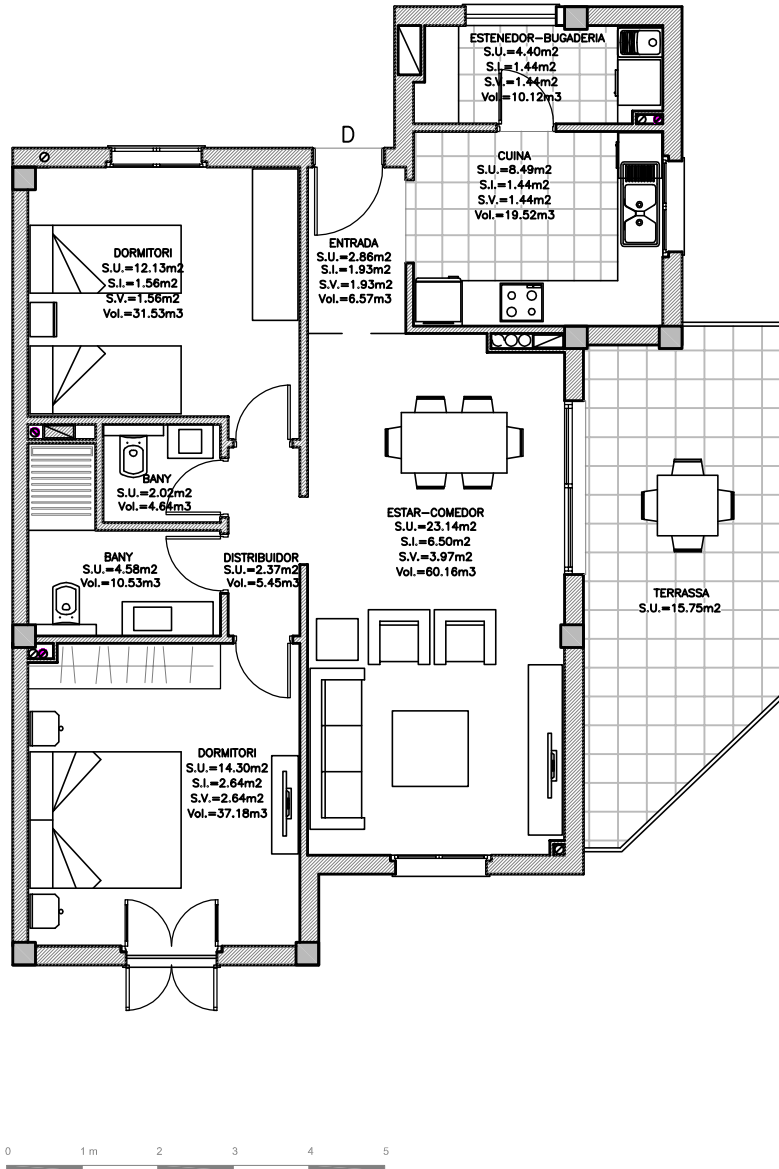 ESTENEDOR-BUGADERIA
S.U.=4.40m2
S.I.=1.44m2
S.V.=1.44m2
Vol=10.12m3
D
CUINA
S.U.=8.49m2
S.I.=1.44m2
S.V.=1.44m2
Vol.=19.52m3
ENTRADA
S.U.=2.86m2
S.I.=1.93m2
S.V.=1.93m2
Vol.=6.57m3
DORMITORI
S.U.=12.13m2
S.I.=1.56m2
S.V.=1.56m2
Vol.=31.53m3
BANY
S.U.=2.02m2
Vol.=4.64m3
ESTAR-COMEDOR
S.U.=23.14m2
S.I.=6.50m2
S.V.=3.97m2
Vol.=60.16m3
BANY
S.U.=4.58m2
Vol.=10.53m3
DISTRIBUIDOR
S.U.=2.37m2
Vol.=5.45m3
TERRASSA
S.U.=15.75m2
DORMITORI
S.U.=14.30m2
S.I.=2.64m2
S.V.=2.64m2
Vol.=37.18m3
0 1 m 2 3 4 5